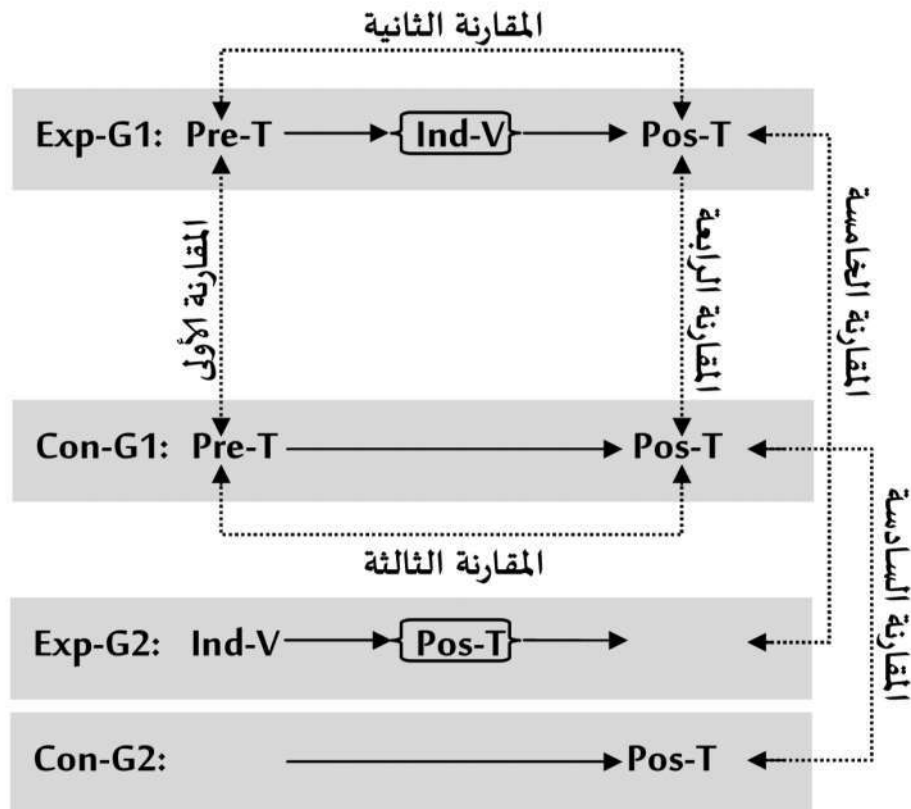 المقارنة الثانية
Exp-G1: Pre-T Ind-V Pos-T
المقارنة الأولى
المقارنة الرابعة
المقارنة الخامسة
Con-G1: Pre-T Pos-T
المقارنة الثالثة
المقارنة السادسة
Exp-G2: Ind-V Pos-T
Con-G2: Pos-T